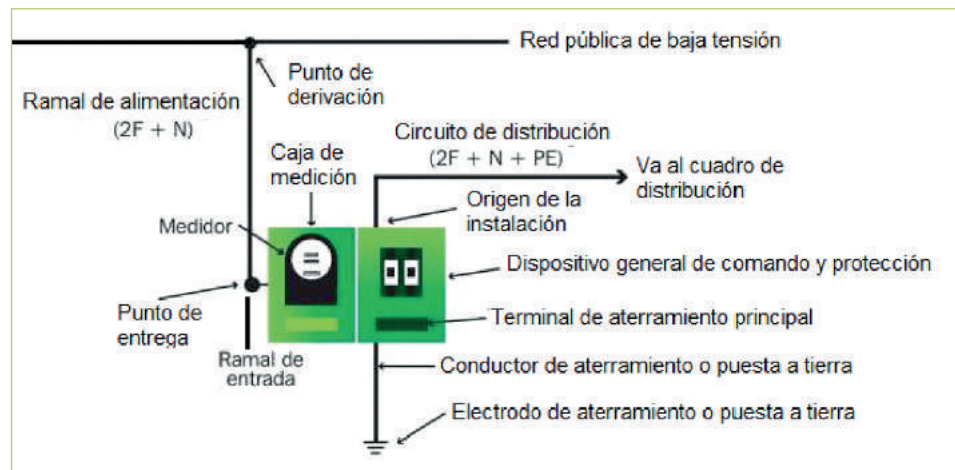 Red pública de baja tensión
Punto de
derivación
Ramal de alimentación
(2F + N)
Circuito de distribución
(2F + N + PE)
Va al cuadro de
distribución
Caja de
medición
Origen de la
instalación
Medidor
Dispositivo general de comando y protección
Punto de
entrega
Terminal de aterramiento principal
Ramal de
entrada
Conductor de aterramiento o puesta a tierra
Electrodo de aterramiento o puesta a tierra